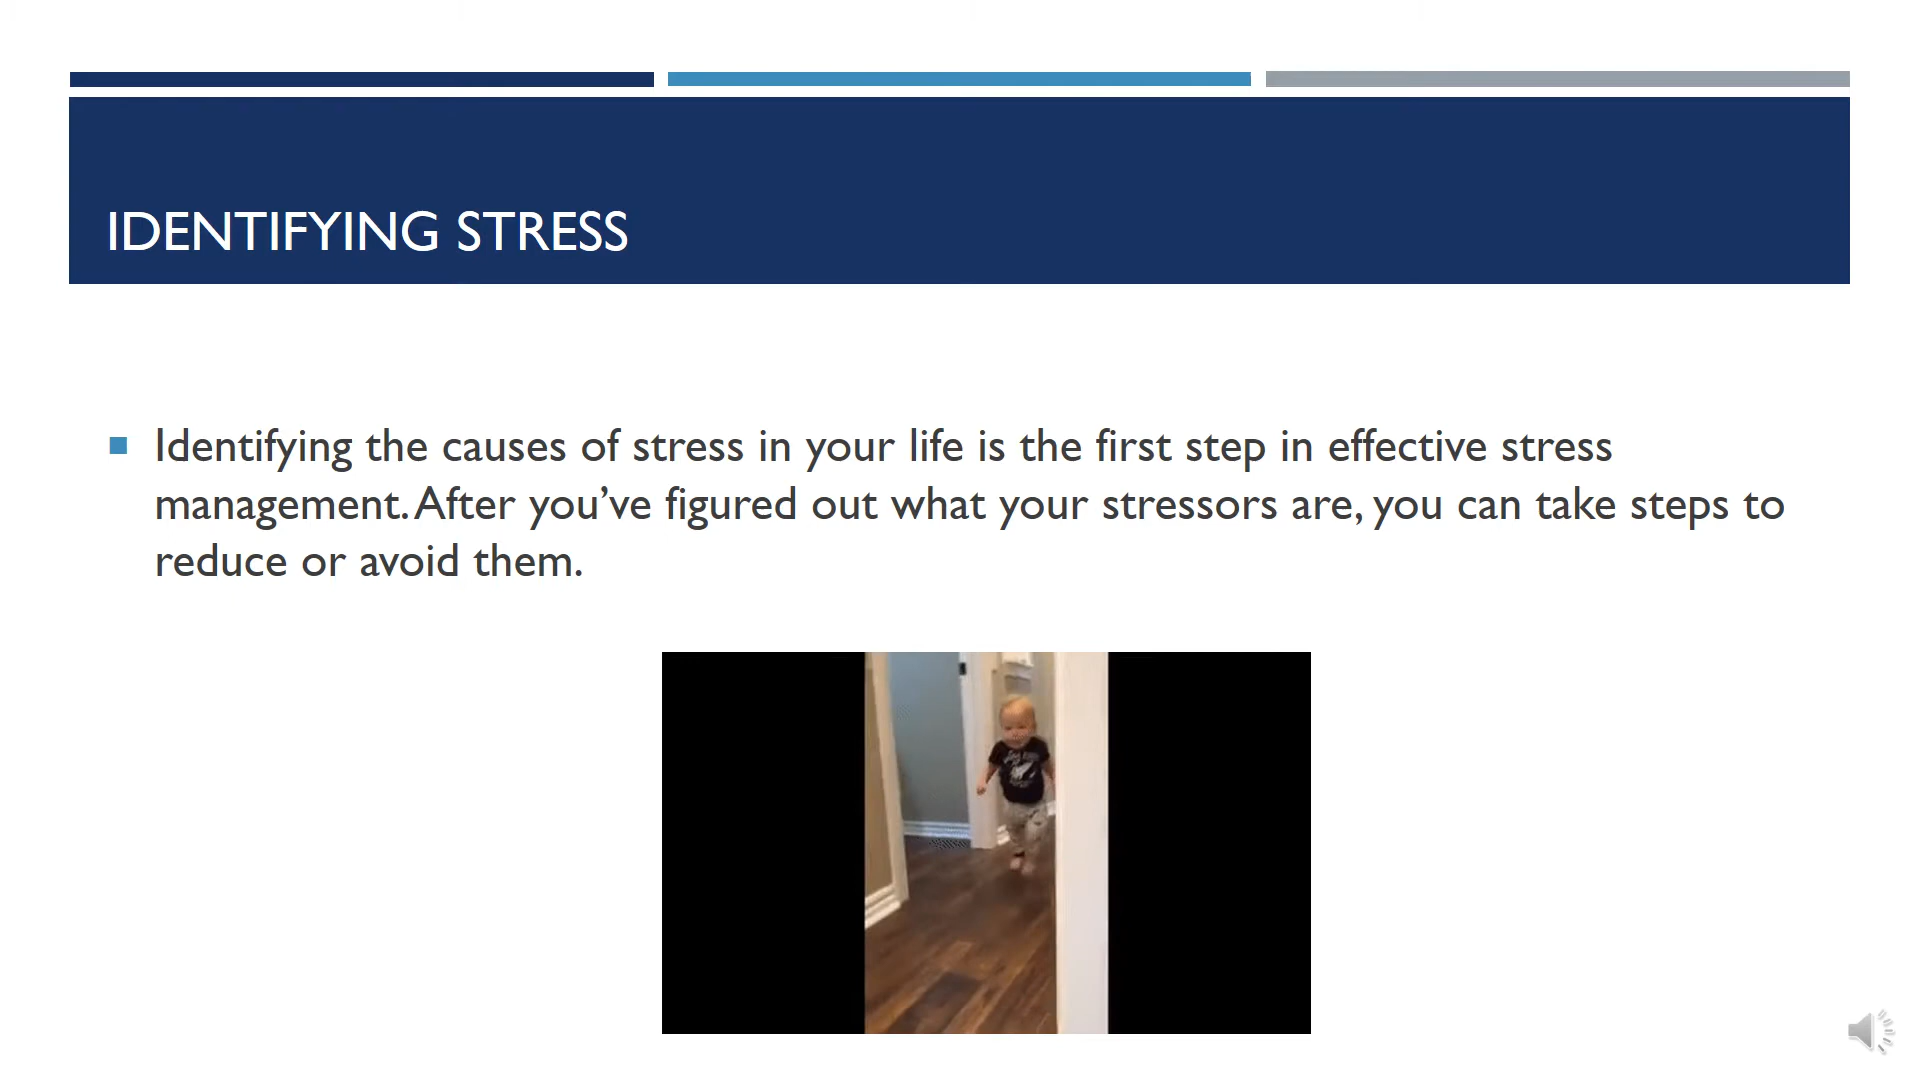 IDENTIFYING STRESS
Identifying the causes of stress in your life is the first step in effective stress
management. After you’ve figured out what your stressors are, you can take steps to
reduce or avoid them.